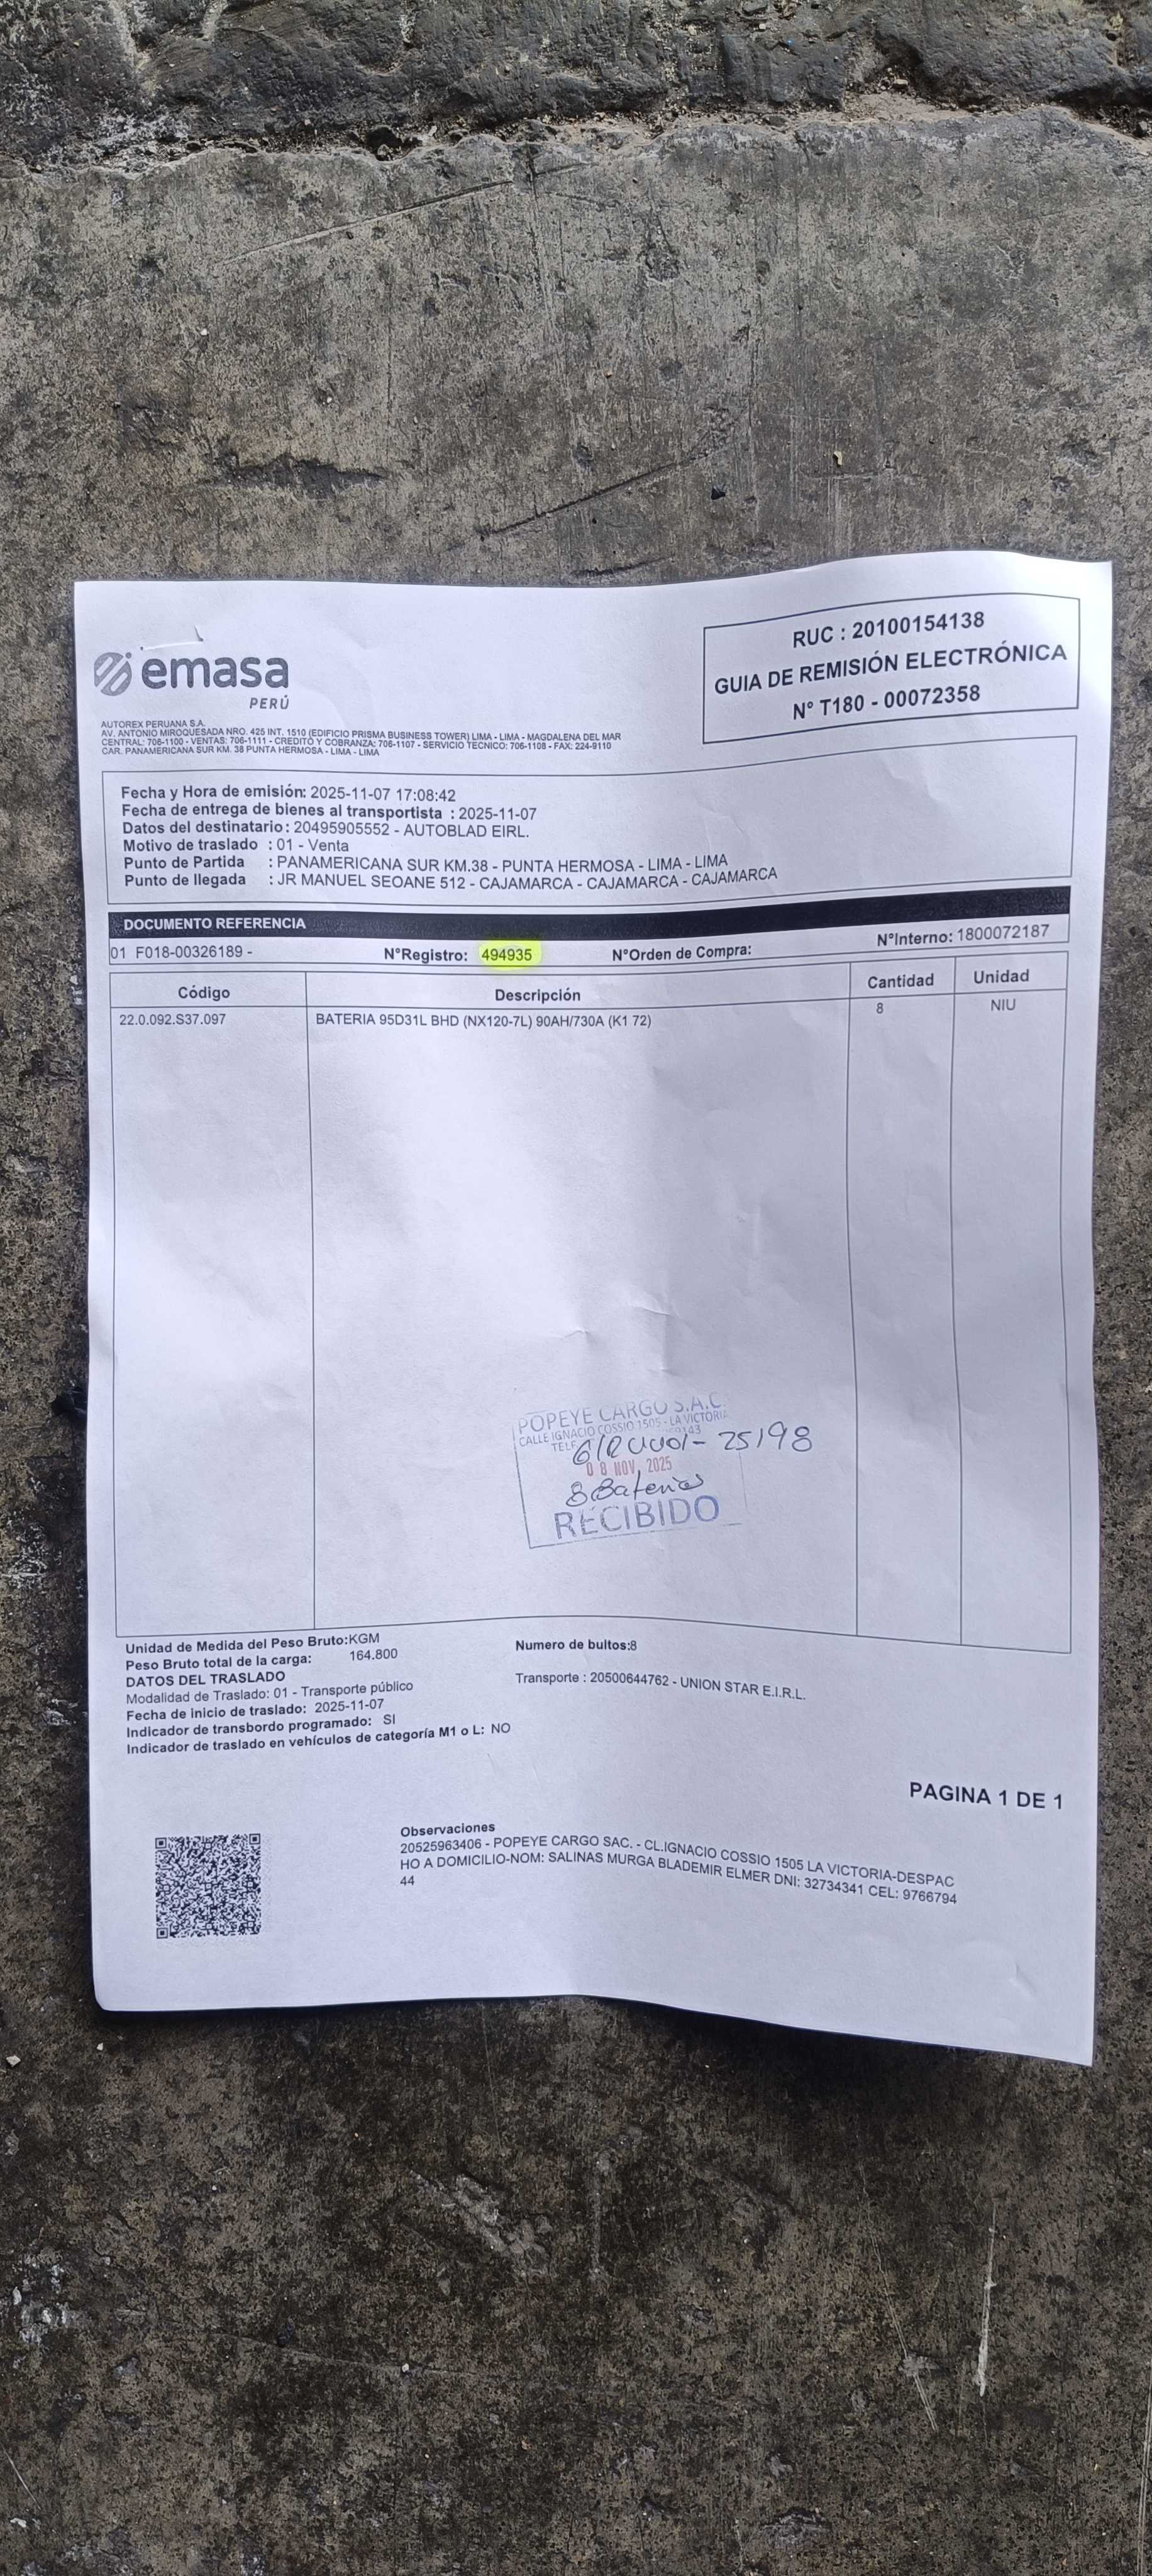 emasa
PERÚ
RUC : 20100154138
GUIA DE REMISIÓN ELECTRÓNICA
N° T180 - 00072358
AUTOREX PERUANA S.A.
AV. ANTONIO MIROQUESADA NRO. 425 INT. 1510 (EDIFICIO PRISMA BUSINESS TOWER) LIMA - LIMA - MAGDALENA DEL MAR
CENTRAL: 706-1100 - VENTAS: 706-1111 - CREDITO Y COBRANZA: 706-1107 - SERVICIO TECNICO: 706-1108 - FAX: 224-9110
CAR. PANAMERICANA SUR KM. 38 PUNTA HERMOSA - LIMA - LIMA
Fecha y Hora de emisión: 2025-11-07 17:08:42
Fecha de entrega de bienes al transportista : 2025-11-07
Datos del destinatario : 20495905552 - AUTOBLAD EIRL.
Motivo de traslado : 01 - Venta
Punto de Partida : PANAMERICANA SUR KM.38 - PUNTA HERMOSA - LIMA - LIMA
Punto de llegada : JR MANUEL SEOANE 512 - CAJAMARCA - CAJAMARCA - CAJAMARCA
DOCUMENTO REFERENCIA
01 F018-00326189 - N°Registro: 494935 N°Orden de Compra: N°Interno: 1800072187
Código Descripción Cantidad Unidad
22.0.092.S37.097 BATERIA 95D31L BHD (NX120-7L) 90AH/730A (K1 72) 8 NIU
POPEYE CARGO S.A.C.
CALLE IGNACIO COSSIO 1505 - LA VICTORIA
TELF
25198
08 NOV. 2025
8 Baterias
RECIBIDO
Unidad de Medida del Peso Bruto:KGM Numero de bultos:8
Peso Bruto total de la carga: 164.800
DATOS DEL TRASLADO Transporte : 20500644762 - UNION STAR E.I.R.L.
Modalidad de Traslado: 01 - Transporte público
Fecha de inicio de traslado: 2025-11-07
Indicador de transbordo programado: SI
Indicador de traslado en vehículos de categoría M1 o L: NO
PAGINA 1 DE 1
Observaciones
20525963406 - POPEYE CARGO SAC. - CL.IGNACIO COSSIO 1505 LA VICTORIA-DESPAC
HO A DOMICILIO-NOM: SALINAS MURGA BLADEMIR ELMER DNI: 32734341 CEL: 9766794
44